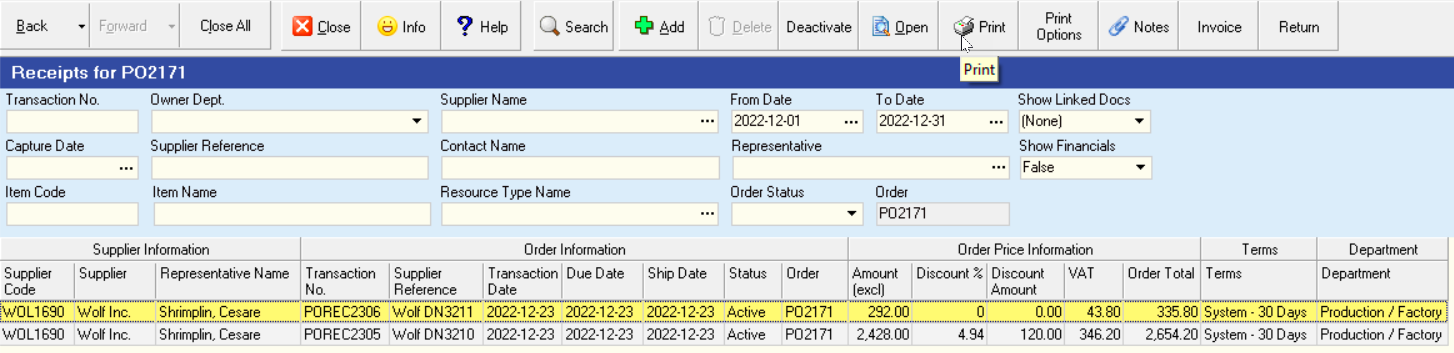 Back Forward Close All Close Info Help Search Add Delete Deactivate Open Print Print Options Notes Invoice Return
Print
Receipts for PO2171
Transaction No. Owner Dept. Supplier Name From Date To Date Show Linked Docs
2022-12-01 ... 2022-12-31 ... (None)
Capture Date Supplier Reference Contact Name Representative Show Financials
False
Item Code Item Name Resource Type Name Order Status Order
PO2171
Supplier Information Order Information Order Price Information Terms Department
Supplier Code Supplier Representative Name Transaction No. Supplier Reference Transaction Date Due Date Ship Date Status Order Amount (excl) Discount % Discount Amount VAT Order Total Terms Department
WOL1690 Wolf Inc. Shrimplin, Cesare POREC2306 Wolf DN3211 2022-12-23 2022-12-23 2022-12-23 Active PO2171 292.00 0 0.00 43.80 335.80 System - 30 Days Production / Factory
WOL1690 Wolf Inc. Shrimplin, Cesare POREC2305 Wolf DN3210 2022-12-23 2022-12-23 2022-12-23 Active PO2171 2,428.00 4.94 120.00 346.20 2,654.20 System - 30 Days Production / Factory